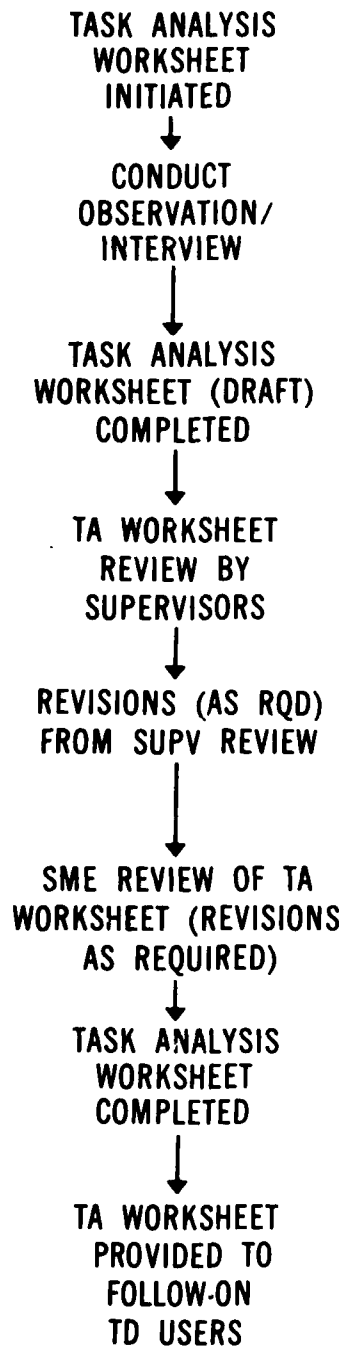 TASK ANALYSIS
WORKSHEET
INITIATED
CONDUCT
OBSERVATION/
INTERVIEW
TASK ANALYSIS
WORKSHEET (DRAFT)
COMPLETED
TA WORKSHEET
REVIEW BY
SUPERVISORS
REVISIONS (AS RQD)
FROM SUPV REVIEW
SME REVIEW OF TA
WORKSHEET (REVISIONS
AS REQUIRED)
TASK ANALYSIS
WORKSHEET
COMPLETED
TA WORKSHEET
PROVIDED TO
FOLLOW-ON
TD USERS